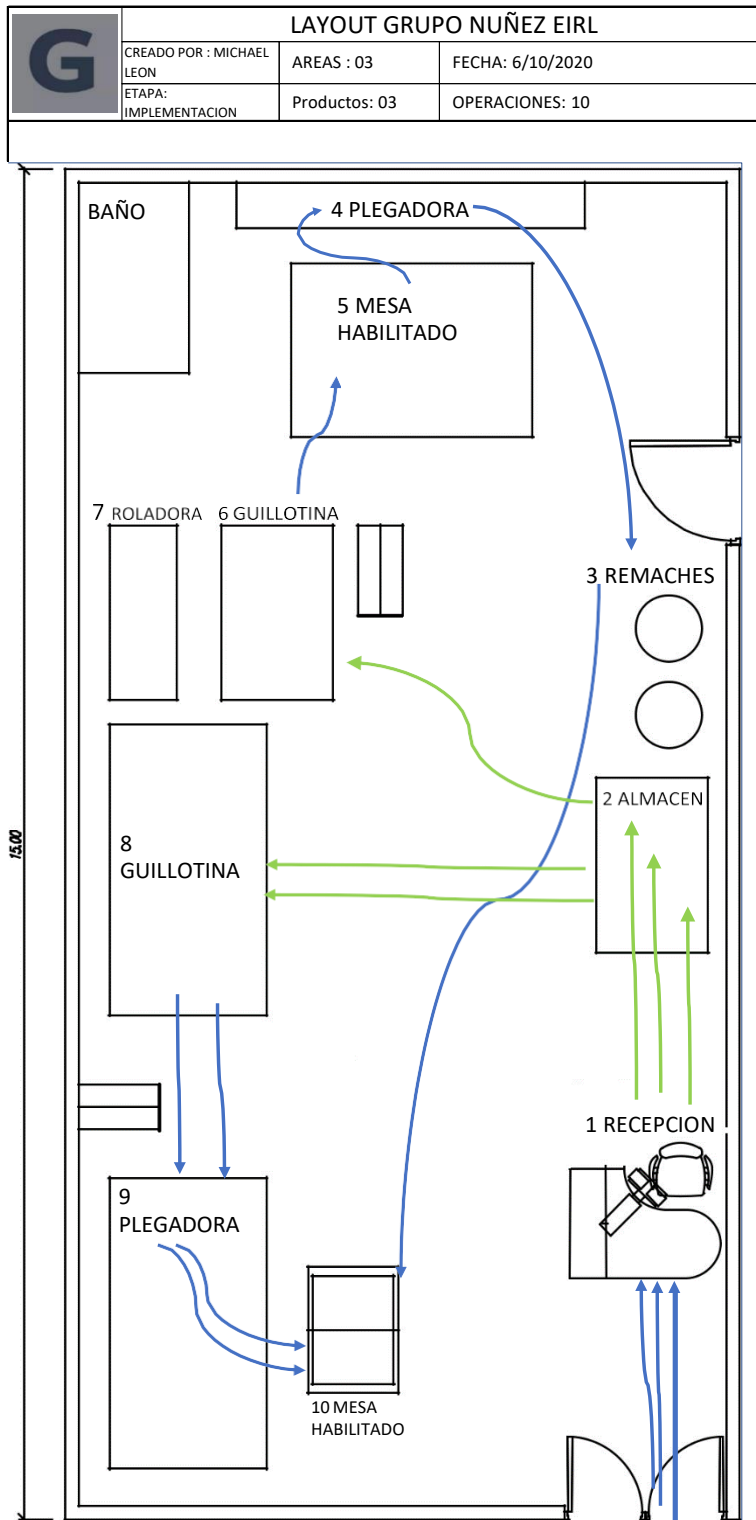 G
LAYOUT GRUPO NUÑEZ EIRL
CREADO POR : MICHAEL
LEON
AREAS : 03
FECHA: 6/10/2020
ETAPA:
IMPLEMENTACION
Productos: 03
OPERACIONES: 10
BAÑO
4 PLEGADORA
5 MESA
HABILITADO
7 ROLADORA
6 GUILLOTINA
3 REMACHES
2 ALMACEN
15.00
8
GUILLOTINA
1 RECEPCION
9
PLEGADORA
10 MESA
HABILITADO